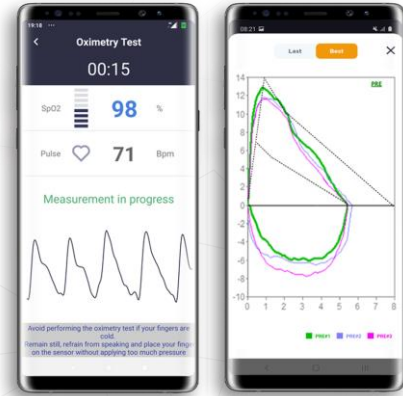 19:18
Oximetry Test
00:15
SpO2 98 %
Pulse 71 Bpm
Measurement in progress
Avoid performing the oximetry test if your fingers are
cold.
Remain still, refrain from speaking and place your finger
on the sensor without applying too much pressure
08:21
Last Best
PRE
14
12
10
8
6
4
2
0
-2
-4
-6
-8
-10
0 1 2 3 4 5 6 7 8
PRE#1 PRE#2 PRE#3